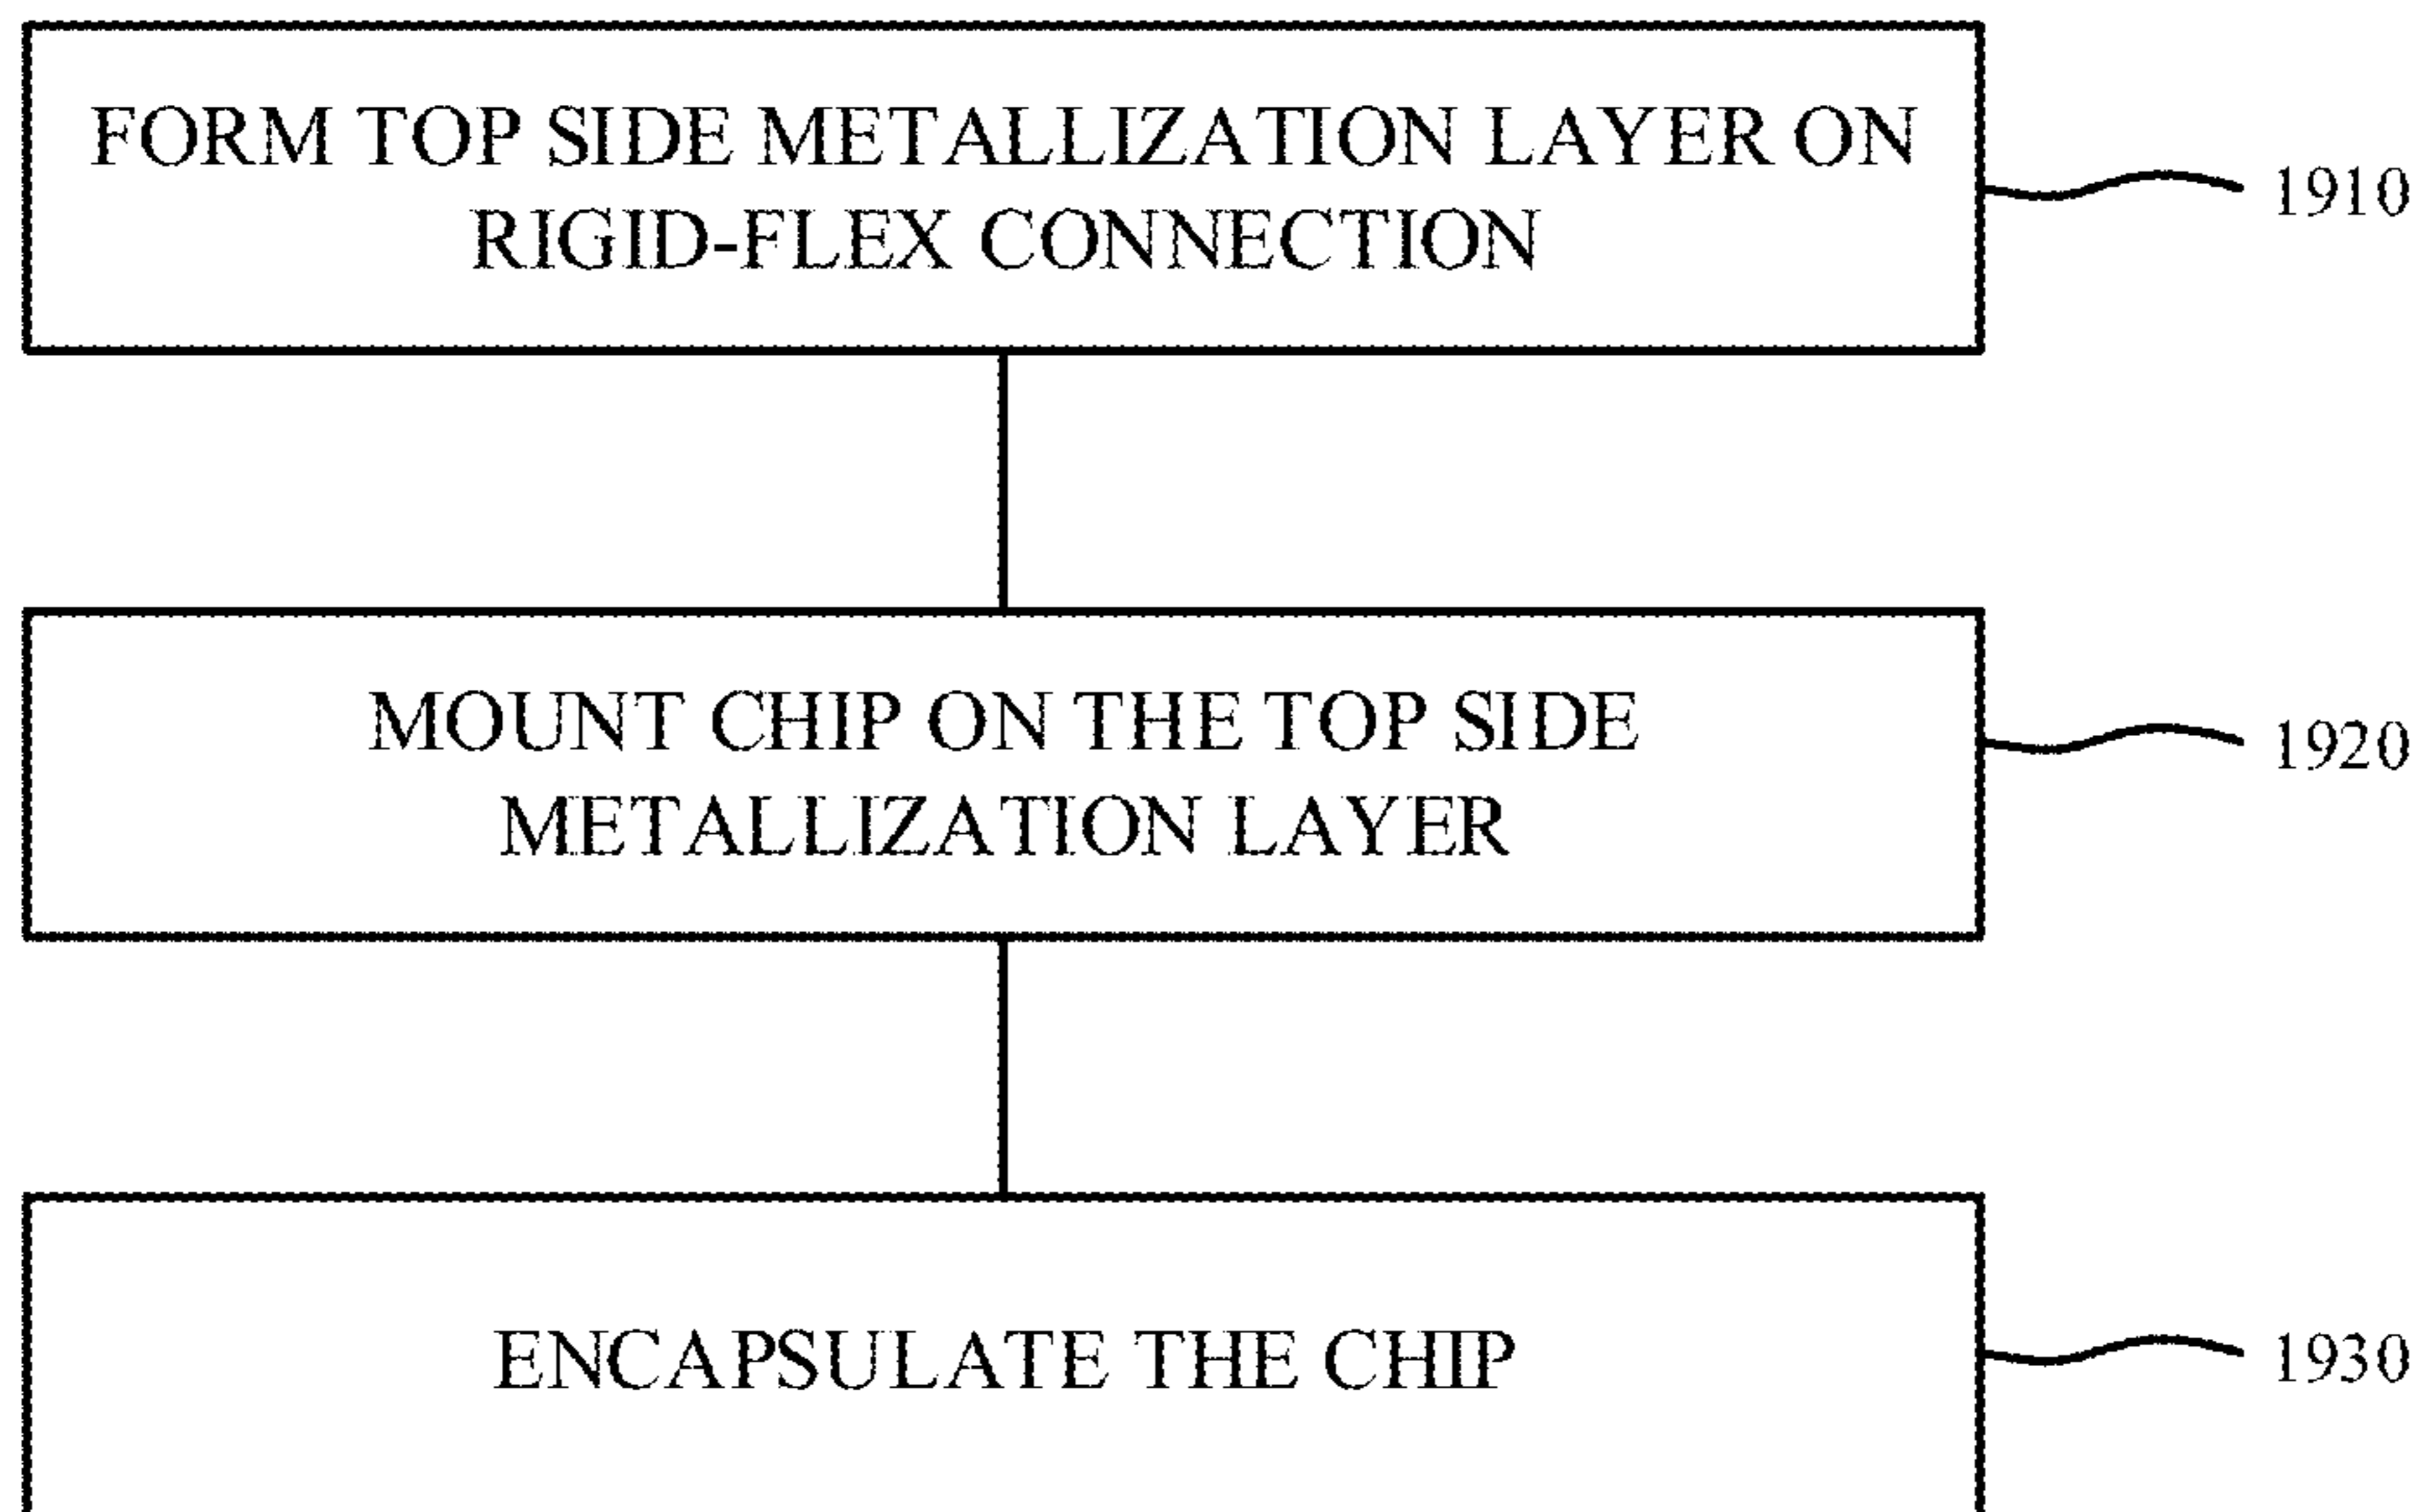 FORM TOP SIDE METALLIZATION LAYER ON
RIGID-FLEX CONNECTION
1910
MOUNT CHIP ON THE TOP SIDE
METALLIZATION LAYER
1920
ENCAPSULATE THE CHIP
1930